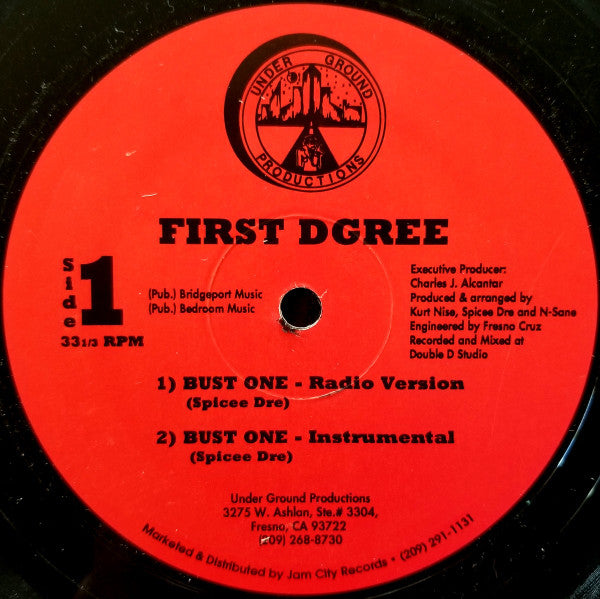 UNDER GROUND
PRODUCTIONS
FIRST DGREE
Side 1
33 1/3 RPM
(Pub.) Bridgeport Music
(Pub.) Bedroom Music
Executive Producer:
Charles J. Alcantar
Produced & arranged by
Kurt Nise, Spicee Dre and N-Sane
Engineered by Fresno Cruz
Recorded and Mixed at
Double D Studio
1) BUST ONE - Radio Version
(Spicee Dre)
2) BUST ONE - Instrumental
(Spicee Dre)
Under Ground Productions
3275 W. Ashlan, Ste.# 3304,
Fresno, CA 93722
(209) 268-8730
Marketed & Distributed by Jam City Records • (209) 291-1131